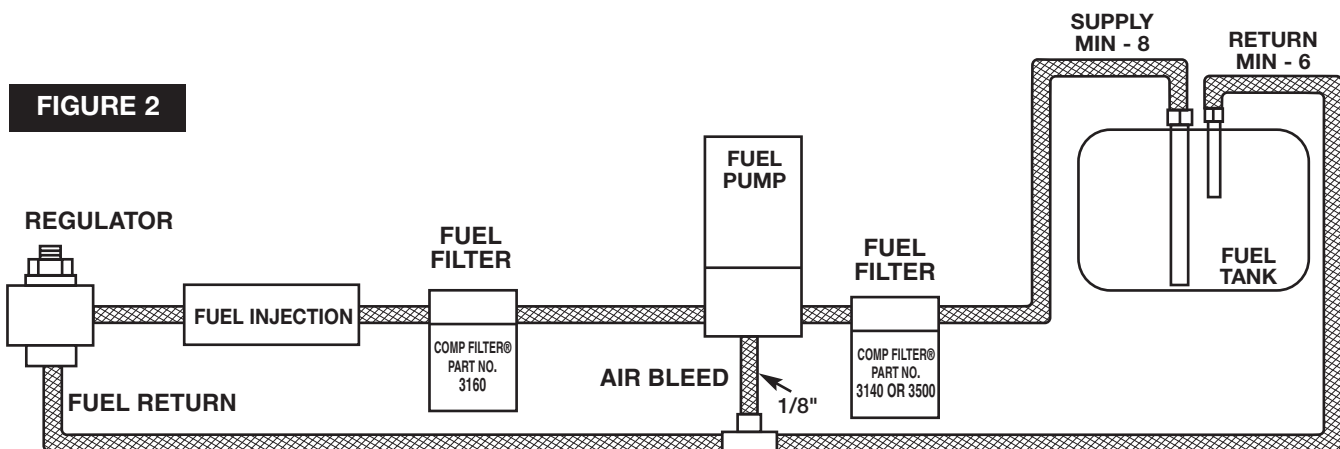 SUPPLY
MIN - 8
RETURN
MIN - 6
FIGURE 2
FUEL
PUMP
REGULATOR
FUEL
FILTER
FUEL
FILTER
FUEL
TANK
FUEL INJECTION
COMP FILTER®
PART NO.
3160
AIR BLEED
COMP FILTER®
PART NO.
3140 OR 3500
1/8"
FUEL RETURN